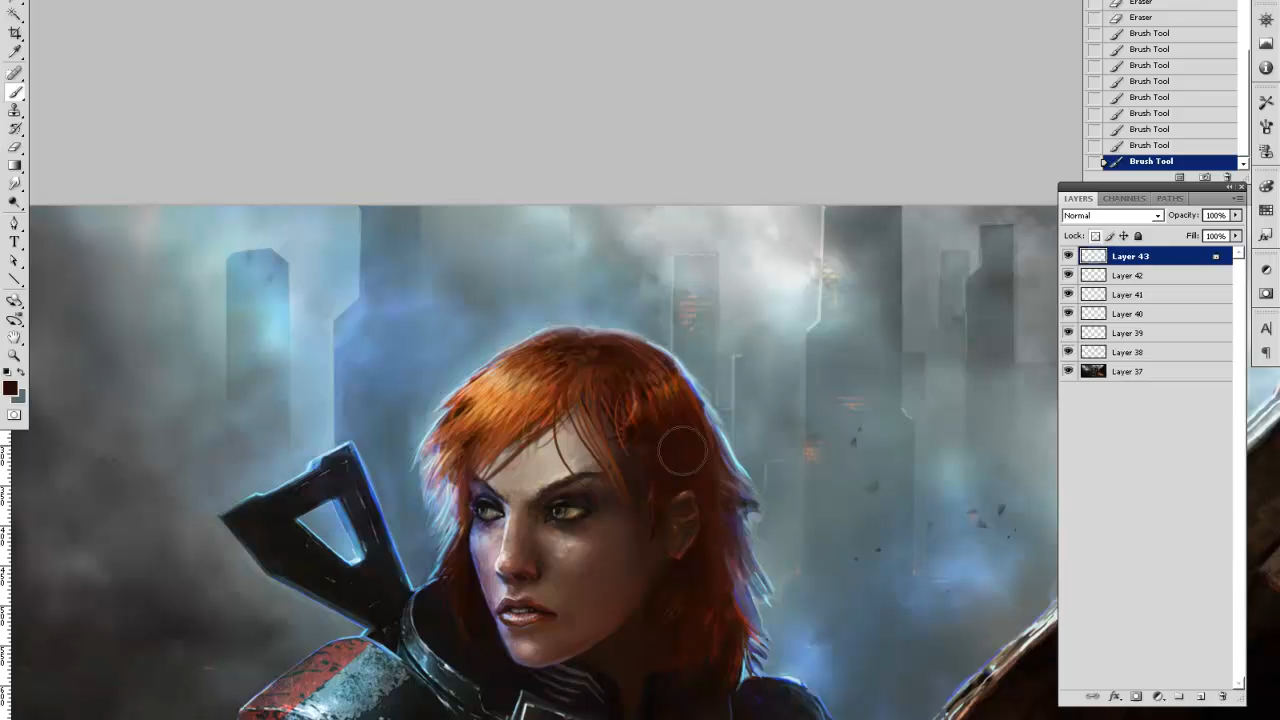 Eraser
Eraser
Brush Tool
Brush Tool
Brush Tool
Brush Tool
Brush Tool
Brush Tool
Brush Tool
Brush Tool
Brush Tool
LAYERS CHANNELS PATHS
Normal Opacity: 100%
Lock: Fill: 100%
Layer 43
Layer 42
Layer 41
Layer 40
Layer 39
Layer 38
Layer 37